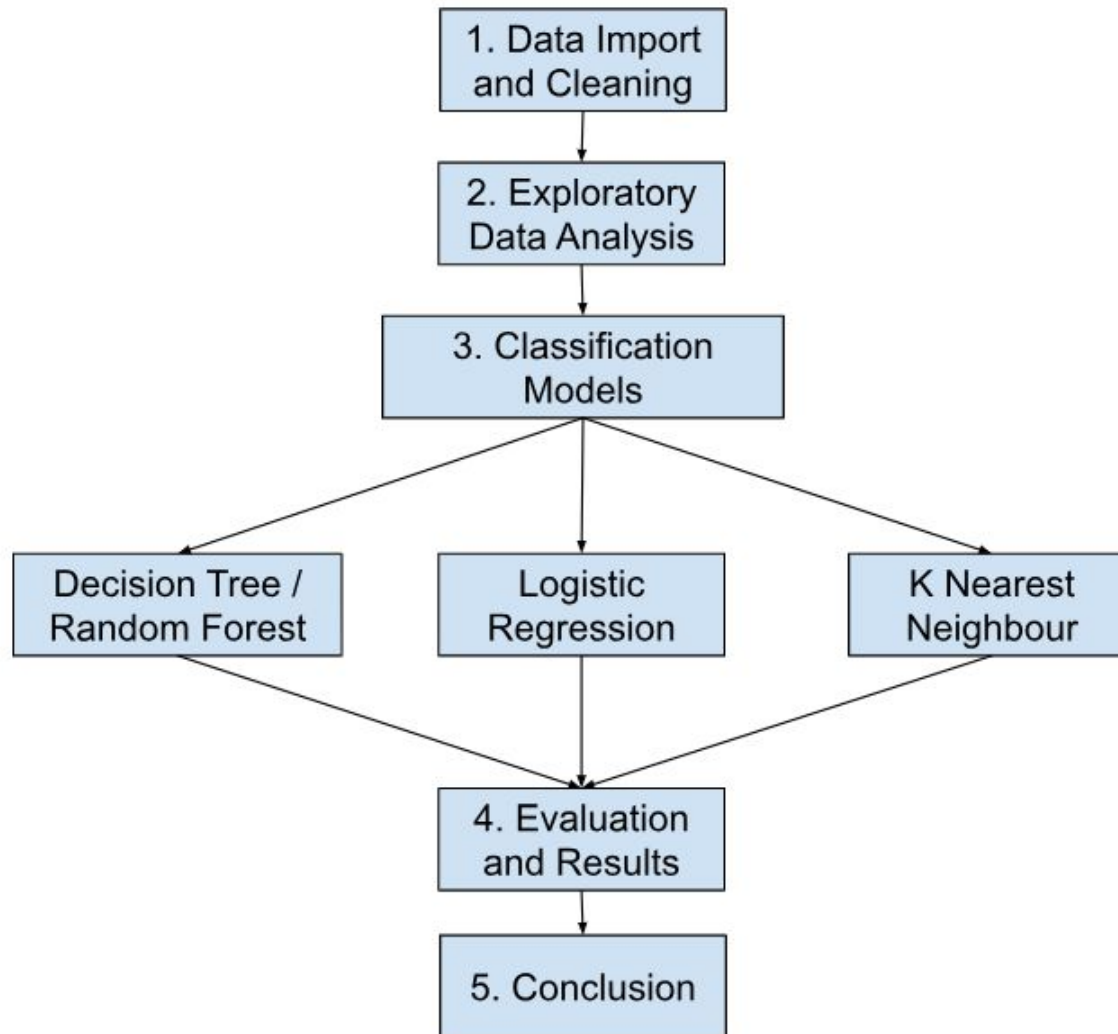 1. Data Import
and Cleaning
2. Exploratory
Data Analysis
3. Classification
Models
Decision Tree /
Random Forest
Logistic
Regression
K Nearest
Neighbour
4. Evaluation
and Results
5. Conclusion